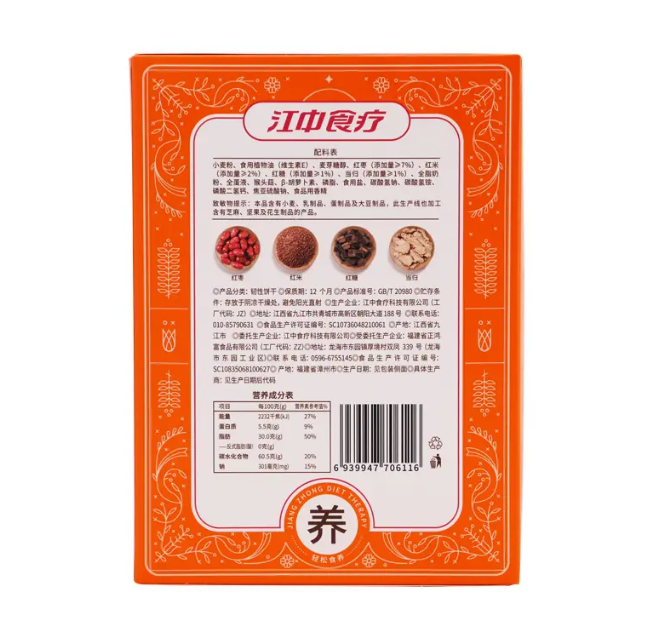 江中食疗
配料表
小麦粉、食用植物油(维生素E)、麦芽糖醇、红枣(添加量≥7%)、红米
(添加量≥2%)、红糖(添加量≥1%)、当归(添加量≥1%)、全脂奶
粉、全蛋液、猴头菇、β-胡萝卜素、磷脂、食用盐、碳酸氢钠、碳酸氢铵、
磷酸二氢钙、焦亚硫酸钠、食品用香精
致敏物提示:本品含有小麦、乳制品、蛋制品及大豆制品,此生产线也加工
含有芝麻、坚果及花生制品的产品。
红枣 红米 红糖 当归
◎产品分类:韧性饼干◎保质期:12 个月◎产品标准号:GB/T 20980 ◎贮存条
件:存放于阴凉干燥处,避免阳光直射 ◎生产企业:江中食疗科技有限公司(工
厂代码:JZ) ◎地址:江西省九江市共青城市高新区朝阳大道188号 ◎联系电话:
010-85790631 ◎食品生产许可证编号:SC10736048210061 ◎产地:江西省九
江市 ◎委托生产企业:江中食疗科技有限公司◎受委托生产企业:福建省正鸿
富食品有限公司(工厂代码:ZZ)◎地址:龙海市东园镇厚境村双凤 339 号(龙海
市东园工业区)◎联系电话:0596-6755145◎食品生产许可证编号:
SC10835068100627◎产地:福建省漳州市◎生产日期:见包装侧面◎具体生产
商:见生产日期后代码
营养成分表
项目 每100克(g) 营养素参考值%
能量 2232千焦(kJ) 27%
蛋白质 5.5克(g) 9%
脂肪 30.0克(g) 50%
——反式脂肪(酸) 0克(g)
碳水化合物 60.5克(g) 20%
钠 301毫克(mg) 15%
6 939947 706116
JIANG ZHONG DIET THERAPY
养
轻松食养